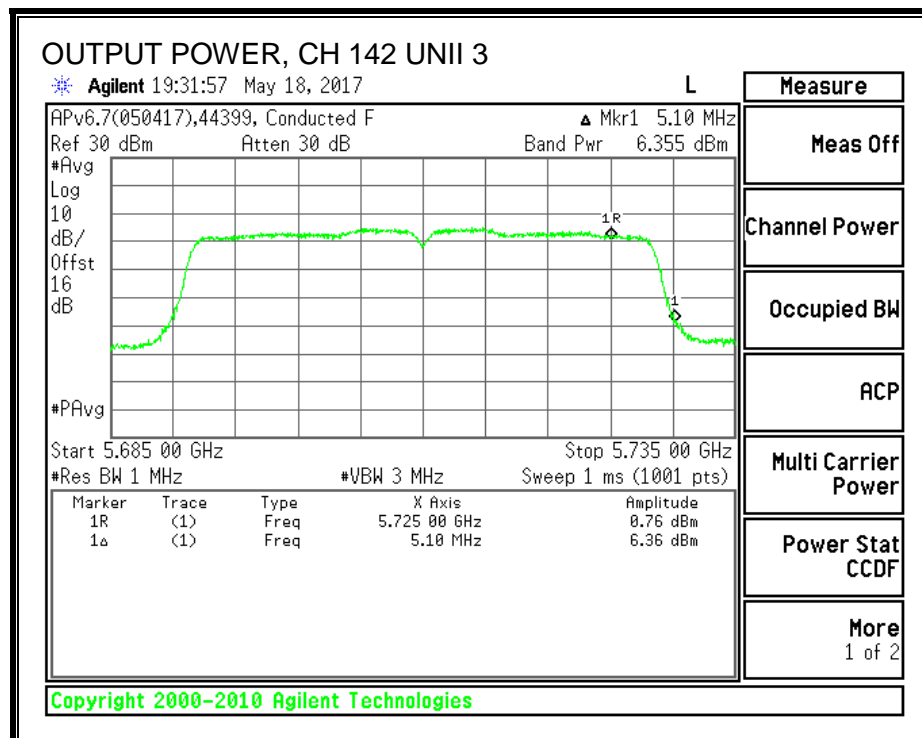 OUTPUT POWER, CH 142 UNII 3
Agilent 19:31:57 May 18, 2017 L
Measure
APv6.7(050417),44399, Conducted F Δ Mkr1 5.10 MHz
Ref 30 dBm Atten 30 dB Band Pwr 6.355 dBm
Meas Off
#Avg
Log
10
dB/
Offst
16
dB
1R
1
#PAvg
Channel Power
Occupied BW
ACP
Start 5.685 00 GHz Stop 5.735 00 GHz
#Res BW 1 MHz #VBW 3 MHz Sweep 1 ms (1001 pts)
Multi Carrier
Power
Marker Trace Type X Axis Amplitude
1R (1) Freq 5.725 00 GHz 0.76 dBm
1Δ (1) Freq 5.10 MHz 6.36 dBm
Power Stat
CCDF
More
1 of 2
Copyright 2000-2010 Agilent Technologies